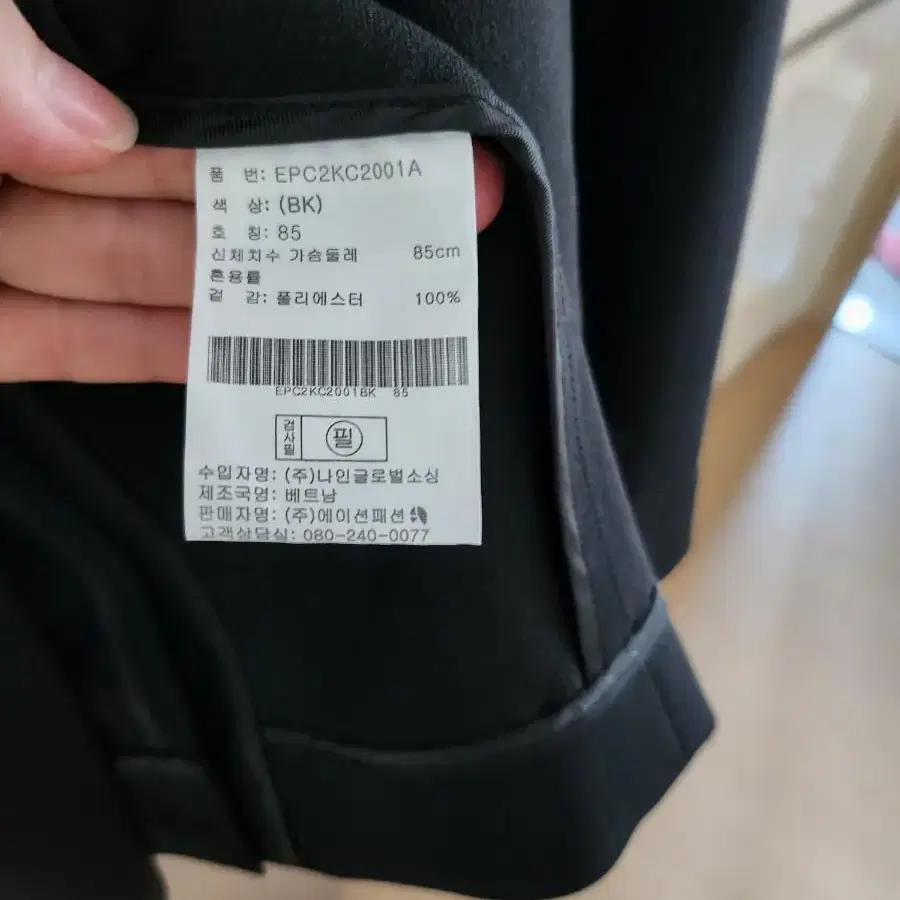 품 번: EPC2KC2001A
색 상: (BK)
호 칭: 85
신체치수 가슴둘레 85cm
혼용률
겉 감: 폴리에스터 100%
EPC2KC2001BK 85
검사필 필
수입자명: (주)나인글로벌소싱
제조국명: 베트남
판매자명: (주)에이션패션
고객상담실: 080-240-0077